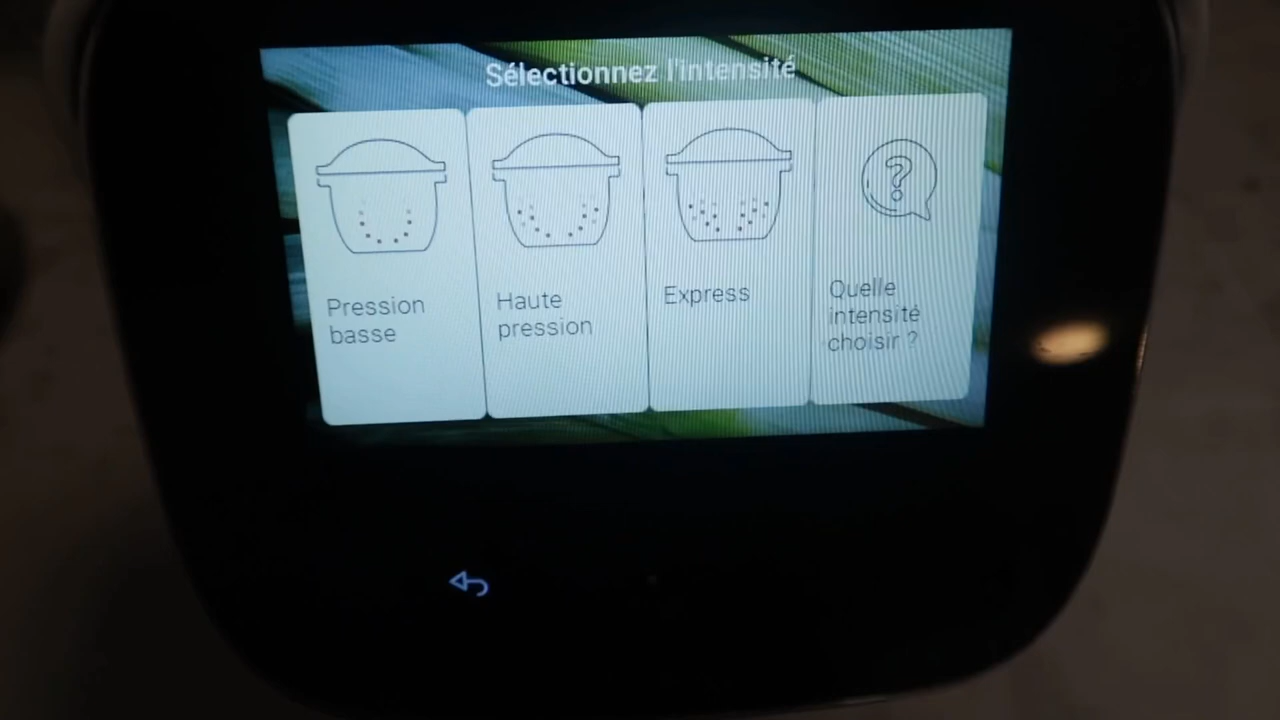 Sélectionnez l'intensité
Pression
basse
Haute
pression
Express
Quelle
intensité
choisir ?